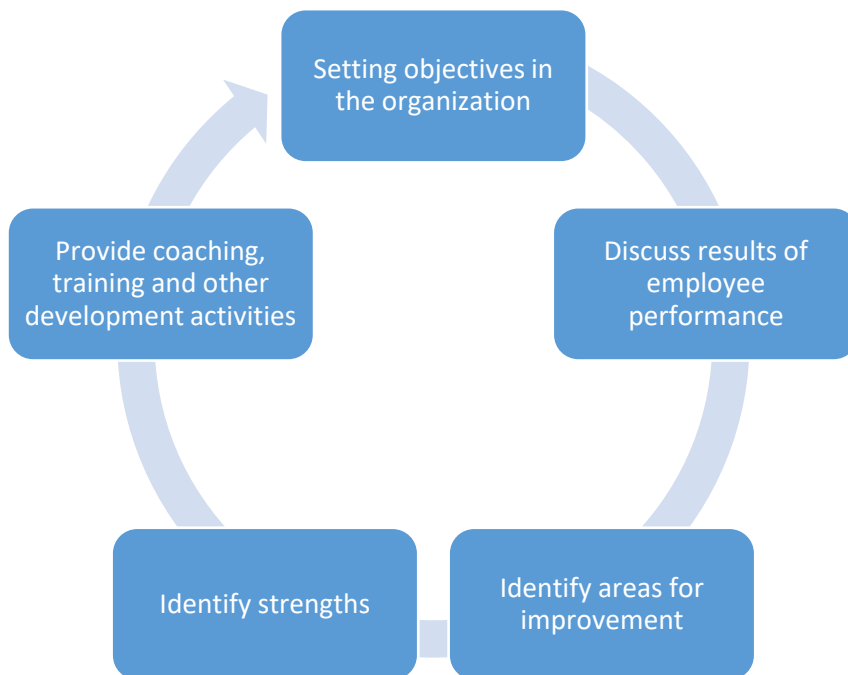 Setting objectives in
the organization
Discuss results of
employee
performance
Identify areas for
improvement
Identify strengths
Provide coaching,
training and other
development activities